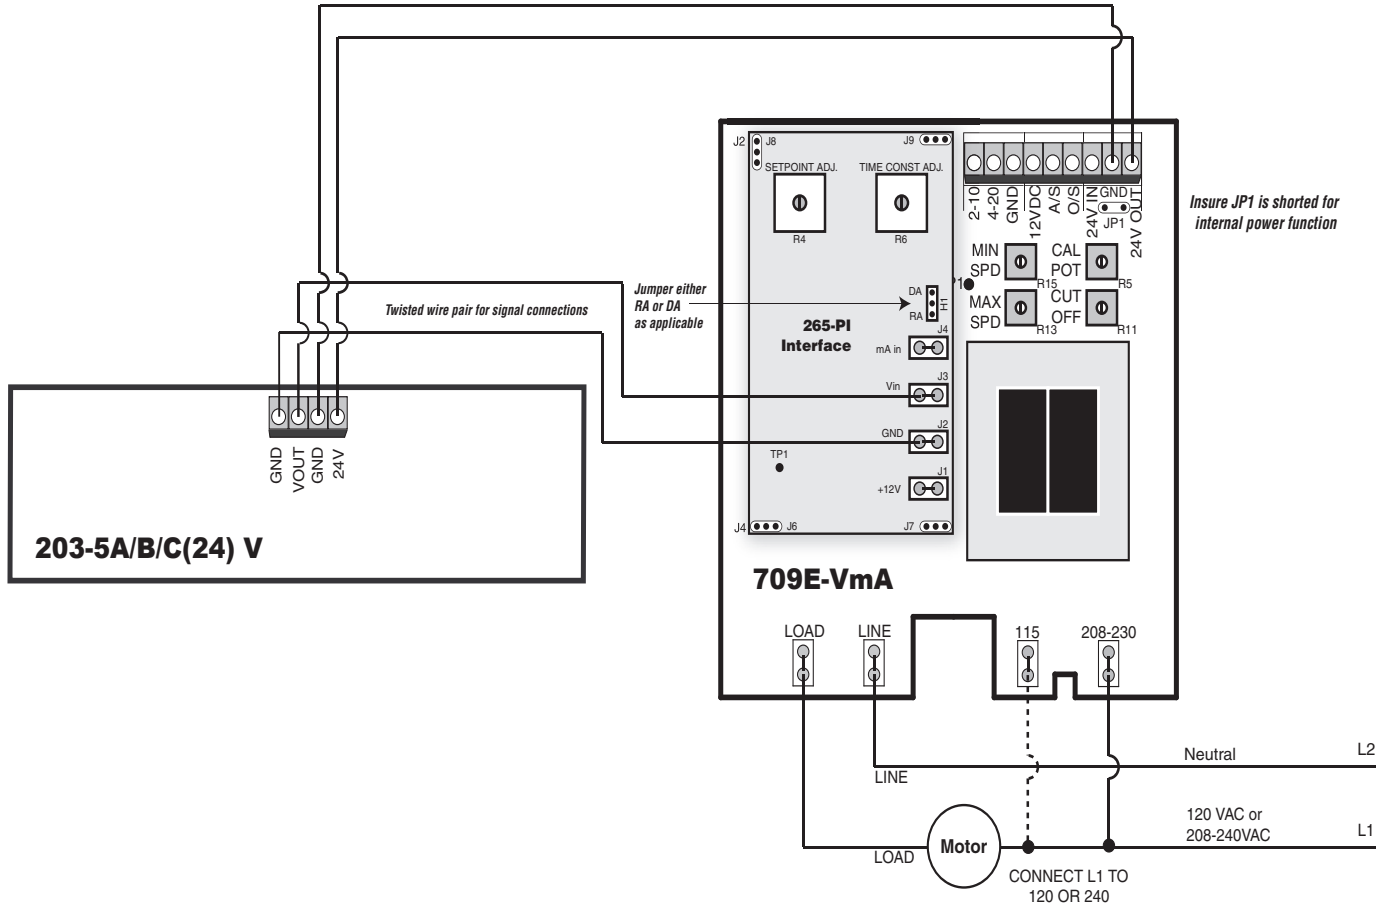 J2
J8
J9
SETPOINT ADJ.
TIME CONST ADJ.
R4
R6
2-10
4-20
GND
12VDC
A/S
O/S
24V IN
GND
24V OUT
JP1
Insure JP1 is shorted for
internal power function
MIN
SPD
R15
CAL
POT
R5
MAX
SPD
R13
CUT
OFF
R11
Twisted wire pair for signal connections
Jumper either
RA or DA
as applicable
DA
RA
H1
265-PI
Interface
J4
mA in
J3
Vin
J2
GND
TP1
J1
+12V
J4
J6
J7
GND
VOUT
GND
24V
203-5A/B/C(24) V
709E-VmA
LOAD
LINE
115
208-230
Neutral
L2
LINE
120 VAC or
208-240VAC
L1
Motor
LOAD
CONNECT L1 TO
120 OR 240